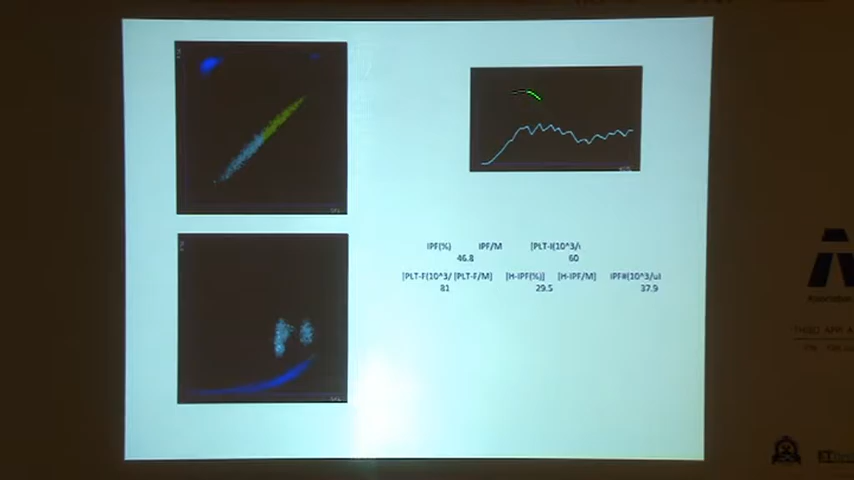 IPF(%) IPF/M [PLT-I(10^3/
46.8 60
[PLT-F(10^3/ [PLT-F/M] [H-IPF(%)] [H-IPF/M] IPF#(10^3/ul
81 29.5 37.9